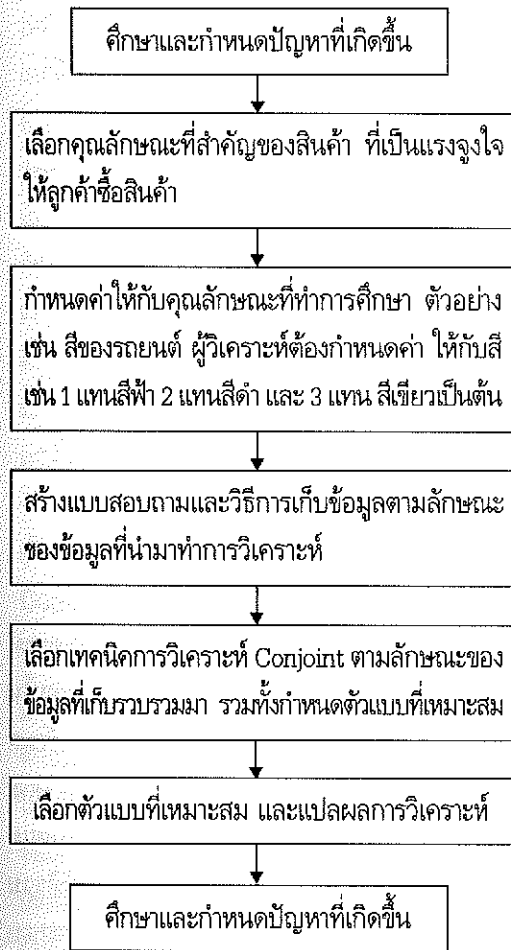 ศึกษาและกำหนดปัญหาที่เกิดขึ้น
เลือกคุณลักษณะที่สำคัญของสินค้า ที่เป็นแรงจูงใจ
ให้ลูกค้าซื้อสินค้า
กำหนดค่าให้กับคุณลักษณะที่ทำการศึกษา ตัวอย่าง
เช่น สีของรถยนต์ ผู้วิเคราะห์ต้องกำหนดค่า ให้กับสี
เช่น 1 แทนสีฟ้า 2 แทนสีดำ และ 3 แทน สีเขียวเป็นต้น
สร้างแบบสอบถามและวิธีการเก็บข้อมูลตามลักษณะ
ของข้อมูลที่นำมาทำการวิเคราะห์
เลือกเทคนิคการวิเคราะห์ Conjoint ตามลักษณะของ
ข้อมูลที่เก็บรวบรวมมา รวมทั้งกำหนดตัวแบบที่เหมาะสม
เลือกตัวแบบที่เหมาะสม และแปลผลการวิเคราะห์
ศึกษาและกำหนดปัญหาที่เกิดขึ้น